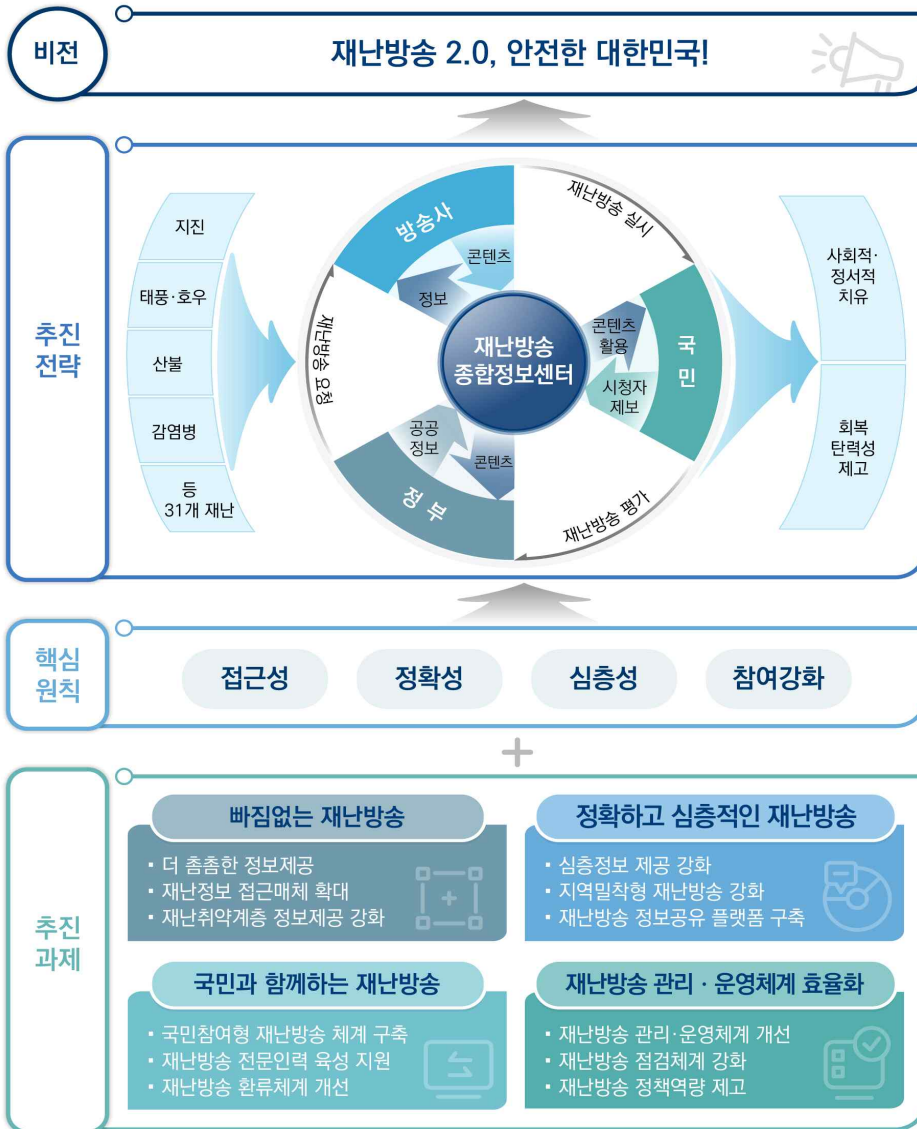 비전
재난방송 2.0, 안전한 대한민국!
추진
전략
지진
태풍·호우
산불
감염병
등
31개 재난
재난방송 요청
방송사
콘텐츠
정보
재난방송 실시
재난방송
종합정보센터
콘텐츠
활용
시청자
제보
국
민
공공
정보
콘텐츠
정부
재난방송 평가
사회적·
정서적
치유
회복
탄력성
제고
핵심
원칙
접근성
정확성
심층성
참여강화
+
추진
과제
빠짐없는 재난방송
▪ 더 촘촘한 정보제공
▪ 재난정보 접근매체 확대
▪ 재난취약계층 정보제공 강화
정확하고 심층적인 재난방송
▪ 심층정보 제공 강화
▪ 지역밀착형 재난방송 강화
▪ 재난방송 정보공유 플랫폼 구축
국민과 함께하는 재난방송
▪ 국민참여형 재난방송 체계 구축
▪ 재난방송 전문인력 육성 지원
▪ 재난방송 환류체계 개선
재난방송 관리 · 운영체계 효율화
▪ 재난방송 관리·운영체계 개선
▪ 재난방송 점검체계 강화
▪ 재난방송 정책역량 제고